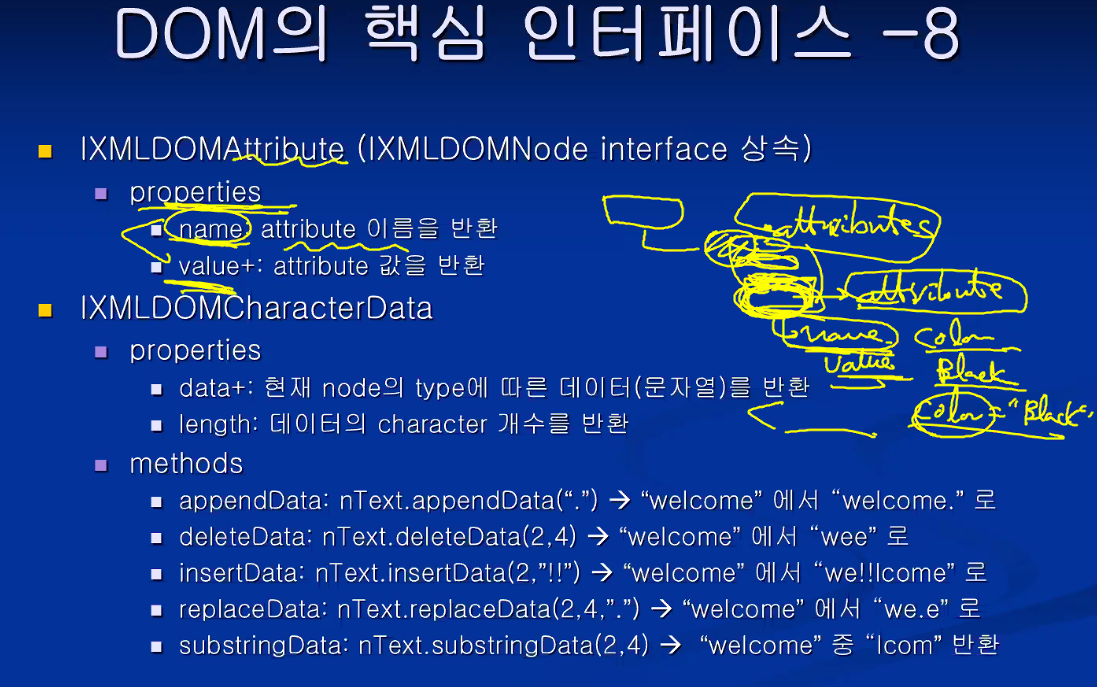 DOM의 핵심 인터페이스 -8
IXMLDOMAttribute (IXMLDOMNode interface 상속)
properties
name: attribute 이름을 반환
value+: attribute 값을 반환
IXMLDOMCharacterData
properties
data+: 현재 node의 type에 따른 데이터(문자열)를 반환
length: 데이터의 character 개수를 반환
methods
appendData: nText.appendData(“.”) → “welcome” 에서 “welcome.” 로
deleteData: nText.deleteData(2,4) → “welcome” 에서 “wee” 로
insertData: nText.insertData(2,”!!”) → “welcome” 에서 “we!!lcome” 로
replaceData: nText.replaceData(2,4,”.”) → “welcome” 에서 “we.e” 로
substringData: nText.substringData(2,4) → “welcome” 중 “lcom” 반환
attributes
attribute
name Color
Value Black
Color="Black"